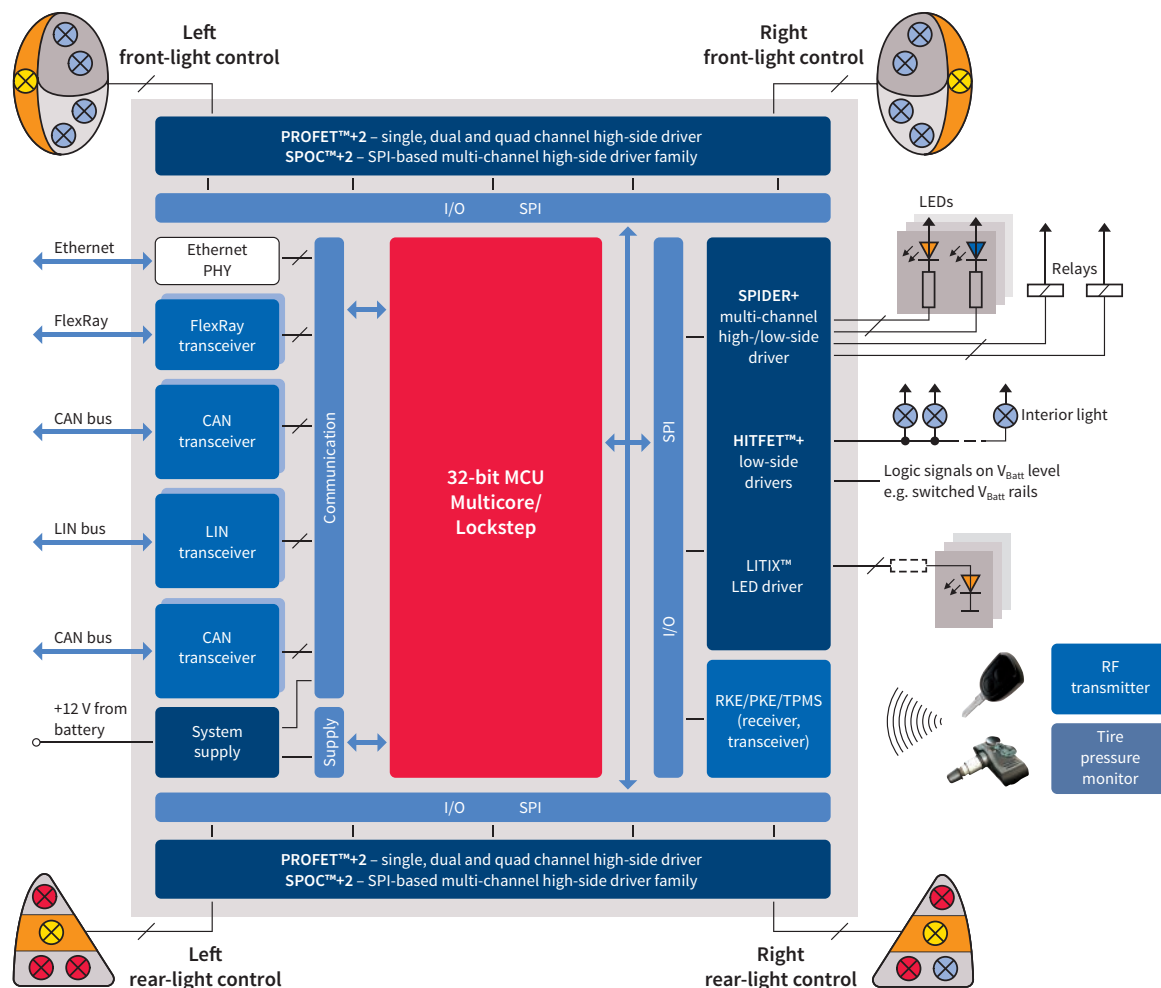 Left
front-light control
Right
front-light control
PROFET™+2 – single, dual and quad channel high-side driver
SPOC™+2 – SPI-based multi-channel high-side driver family
I/O SPI
Ethernet
Ethernet
PHY
FlexRay
FlexRay
transceiver
CAN bus
CAN
transceiver
LIN bus
LIN
transceiver
CAN bus
CAN
transceiver
+12 V from
battery
System
supply
Communication
Supply
32-bit MCU
Multicore/
Lockstep
SPI
I/O
SPIDER+
multi-channel
high-/low-side
driver
HITFET™+
low-side
drivers
LITIX™
LED driver
RKE/PKE/TPMS
(receiver,
transceiver)
LEDs
Relays
Interior light
Logic signals on VBatt level
e.g. switched VBatt rails
RF
transmitter
Tire
pressure
monitor
I/O SPI
PROFET™+2 – single, dual and quad channel high-side driver
SPOC™+2 – SPI-based multi-channel high-side driver family
Left
rear-light control
Right
rear-light control